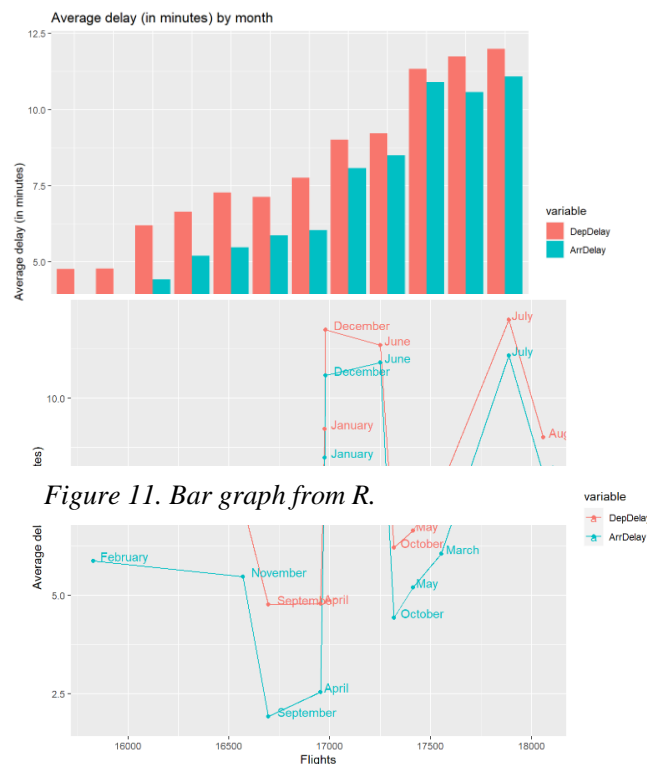 Average delay (in minutes) by month
12.5
10.0
7.5
5.0
Average delay (in minutes)
variable
DepDelay
ArrDelay
July
December
June
June
July
December
10.0
January
Aug
January
tes)
Figure 11. Bar graph from R.
variable
a DepDelay
a ArrDelay
May
October
March
February
November
Average del
5.0
September
April
May
October
April
2.5
September
16000 16500 17000 17500 18000
Flights